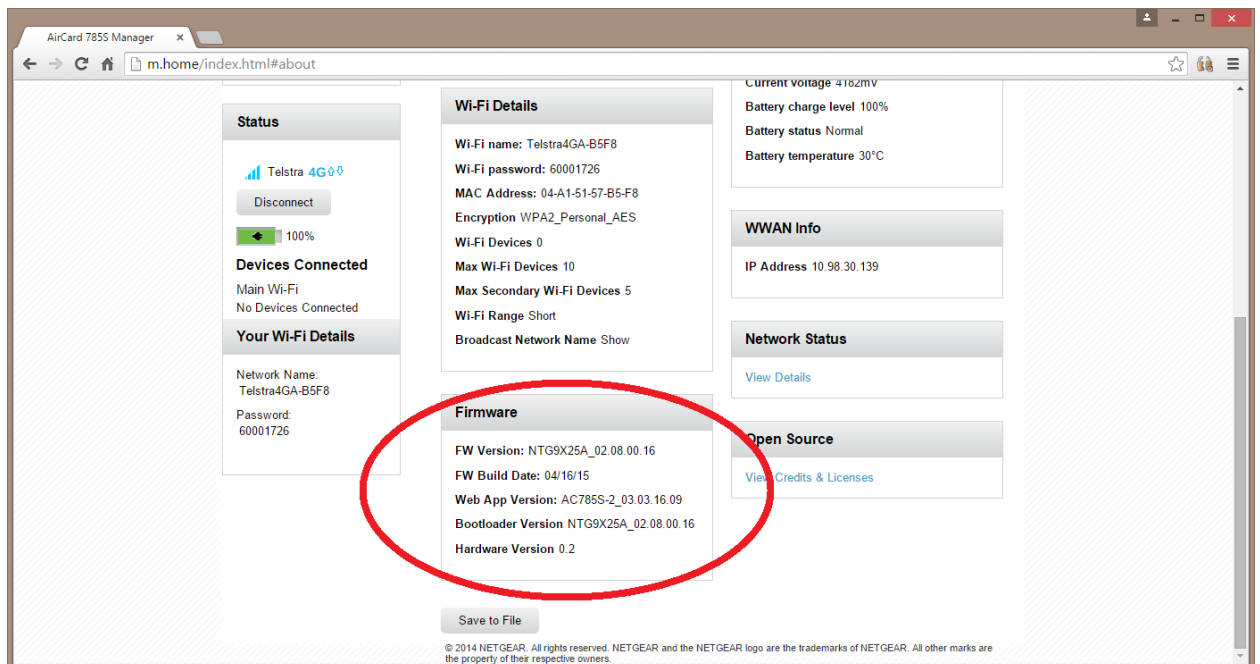 AirCard 785S Manager
m.home/index.html#about
Status
Telstra 4G
Disconnect
100%
Devices Connected
Main Wi-Fi
No Devices Connected
Your Wi-Fi Details
Network Name:
Telstra4GA-B5F8
Password:
60001726
Wi-Fi Details
Wi-Fi name: Telstra4GA-B5F8
Wi-Fi password: 60001726
MAC Address: 04-A1-51-57-B5-F8
Encryption WPA2_Personal_AES
Wi-Fi Devices 0
Max Wi-Fi Devices 10
Max Secondary Wi-Fi Devices 5
Wi-Fi Range Short
Broadcast Network Name Show
Firmware
FW Version: NTG9X25A_02.08.00.16
FW Build Date: 04/16/15
Web App Version: AC785S-2_03.03.16.09
Bootloader Version NTG9X25A_02.08.00.16
Hardware Version 0.2
Save to File
© 2014 NETGEAR. All rights reserved. NETGEAR and the NETGEAR logo are the trademarks of NETGEAR. All other marks are
the property of their respective owners.
Current voltage 4182mV
Battery charge level 100%
Battery status Normal
Battery temperature 30°C
WWAN Info
IP Address 10.98.30.139
Network Status
View Details
Open Source
View Credits & Licenses